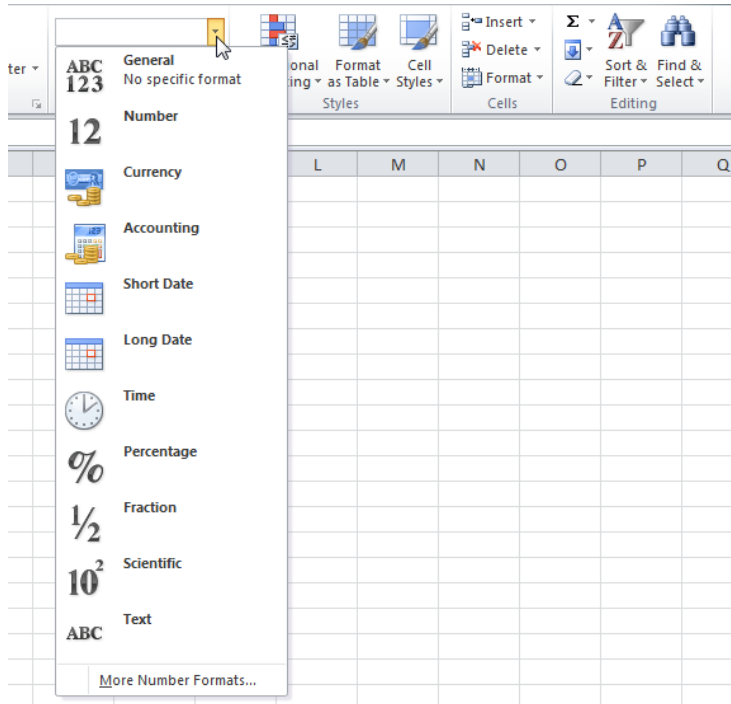 Insert
Delete
Format
Σ
A
Z
ter
onal
ing
Format
as Table
Cell
Styles
Sort &
Filter
Find &
Select
Styles
Cells
Editing
L M N O P Q
ABC
123
General
No specific format
12
Number
Currency
123
Accounting
Short Date
Long Date
Time
%
Percentage
1/2
Fraction
10²
Scientific
ABC
Text
More Number Formats...